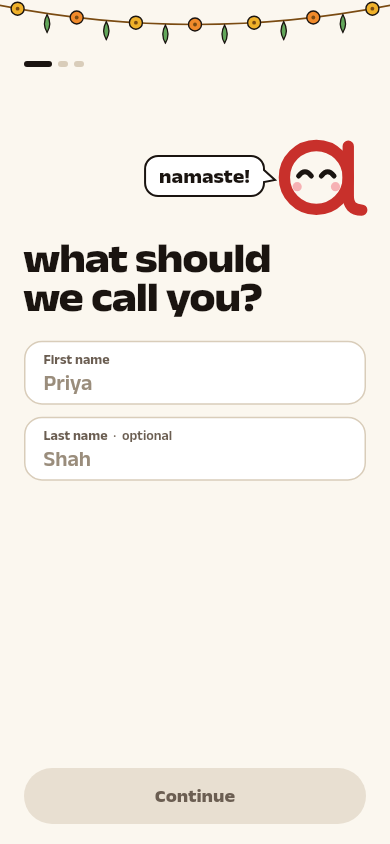 namaste!
what should
we call you?
First name
Priya
Last name · optional
Shah
Continue